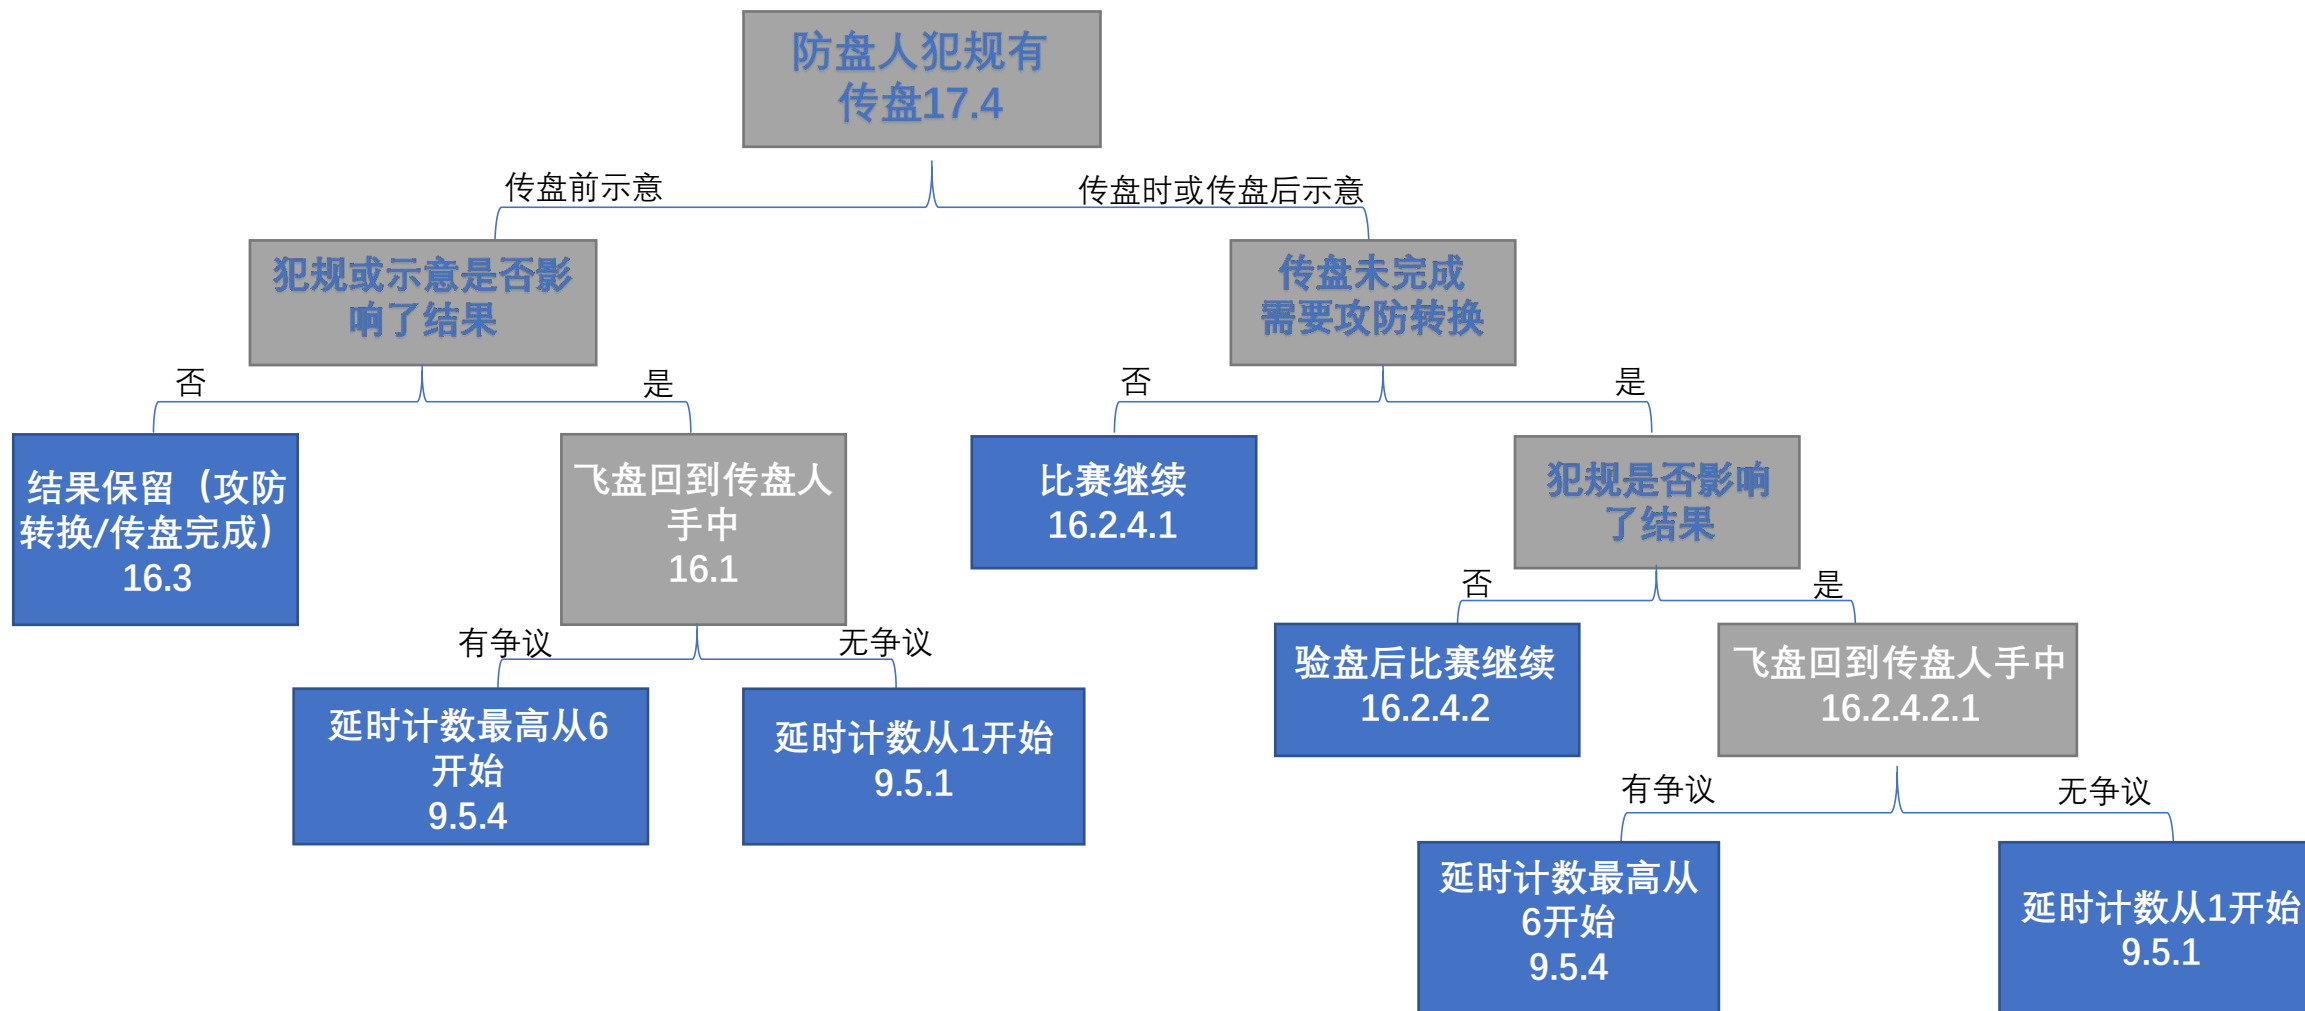 防盘人犯规有
传盘17.4
传盘前示意
传盘时或传盘后示意
犯规或示意是否影
响了结果
传盘未完成
需要攻防转换
否
是
否
是
结果保留（攻防
转换/传盘完成）
16.3
飞盘回到传盘人
手中
16.1
比赛继续
16.2.4.1
犯规是否影响
了结果
有争议
无争议
否
是
延时计数最高从6
开始
9.5.4
延时计数从1开始
9.5.1
验盘后比赛继续
16.2.4.2
飞盘回到传盘人手中
16.2.4.2.1
有争议
无争议
延时计数最高从
6开始
9.5.4
延时计数从1开始
9.5.1